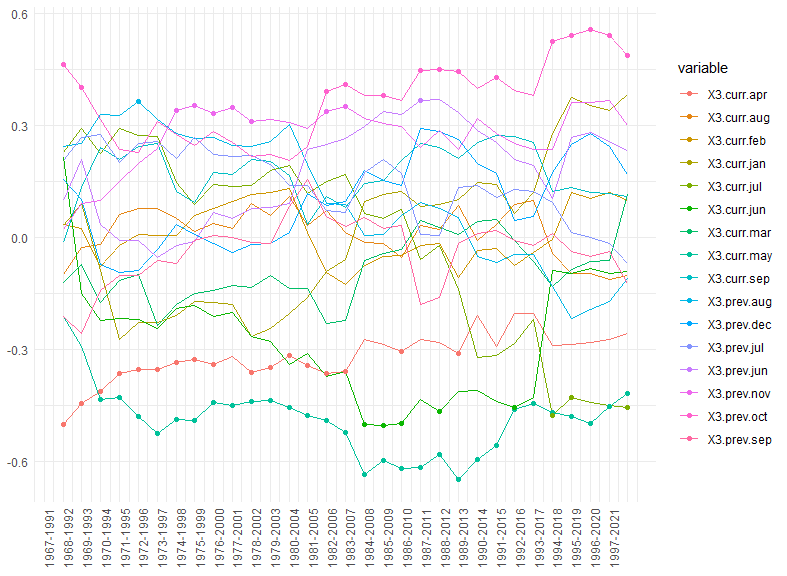 0.6
0.3
0.0
-0.3
-0.6
1967-1991
1968-1992
1969-1993
1970-1994
1971-1995
1972-1996
1973-1997
1974-1998
1975-1999
1976-2000
1977-2001
1978-2002
1979-2003
1980-2004
1981-2005
1982-2006
1983-2007
1984-2008
1985-2009
1986-2010
1987-2011
1988-2012
1989-2013
1990-2014
1991-2015
1992-2016
1993-2017
1994-2018
1995-2019
1996-2020
1997-2021
variable
X3.curr.apr
X3.curr.aug
X3.curr.feb
X3.curr.jan
X3.curr.jul
X3.curr.jun
X3.curr.mar
X3.curr.may
X3.curr.sep
X3.prev.aug
X3.prev.dec
X3.prev.jul
X3.prev.jun
X3.prev.nov
X3.prev.oct
X3.prev.sep